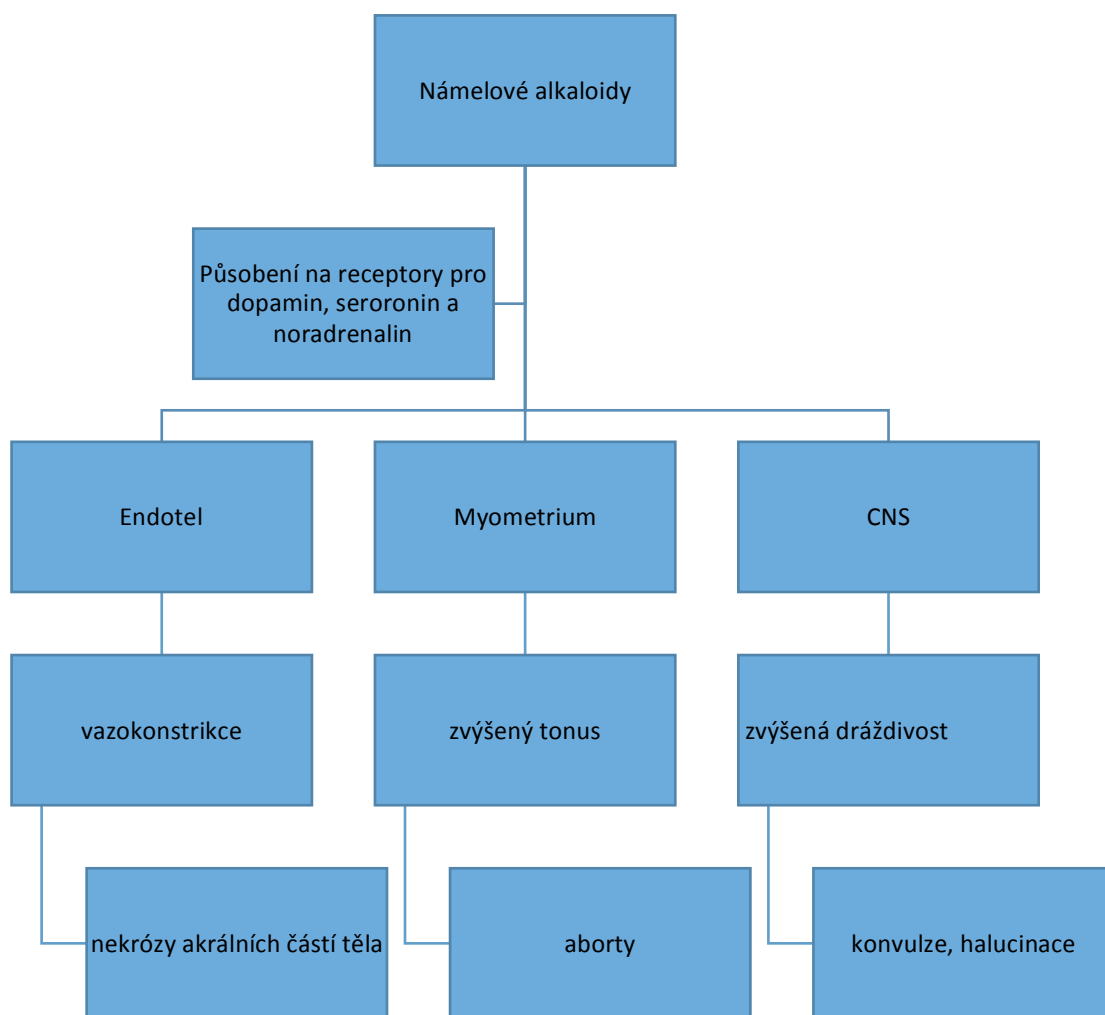 Námelové alkaloidy
Působení na receptory pro
dopamin, seroronin a
noradrenalin
Endotel
Myometrium
CNS
vazokonstrikce
zvýšený tonus
zvýšená dráždivost
nekrózy akrálních částí těla
aborty
konvulze, halucinace